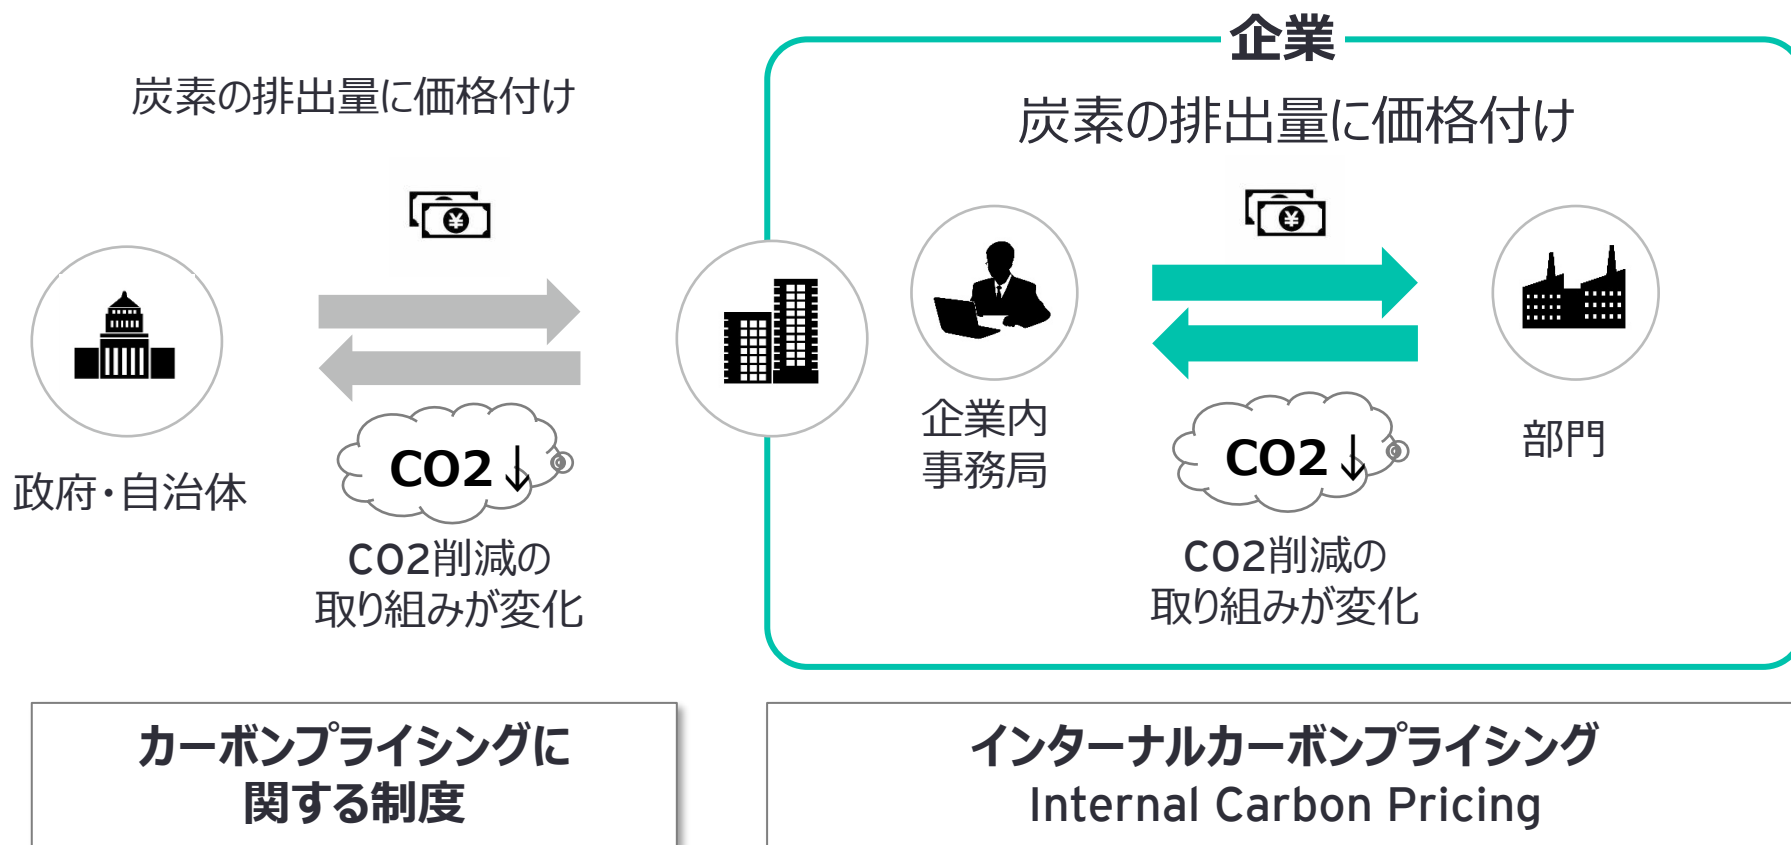 炭素の排出量に価格付け
政府・自治体
CO2↓
CO2削減の
取り組みが変化
カーボンプライシングに
関する制度
企業
炭素の排出量に価格付け
¥
¥
企業内
事務局
部門
CO2↓
CO2削減の
取り組みが変化
インターナルカーボンプライシング
Internal Carbon Pricing